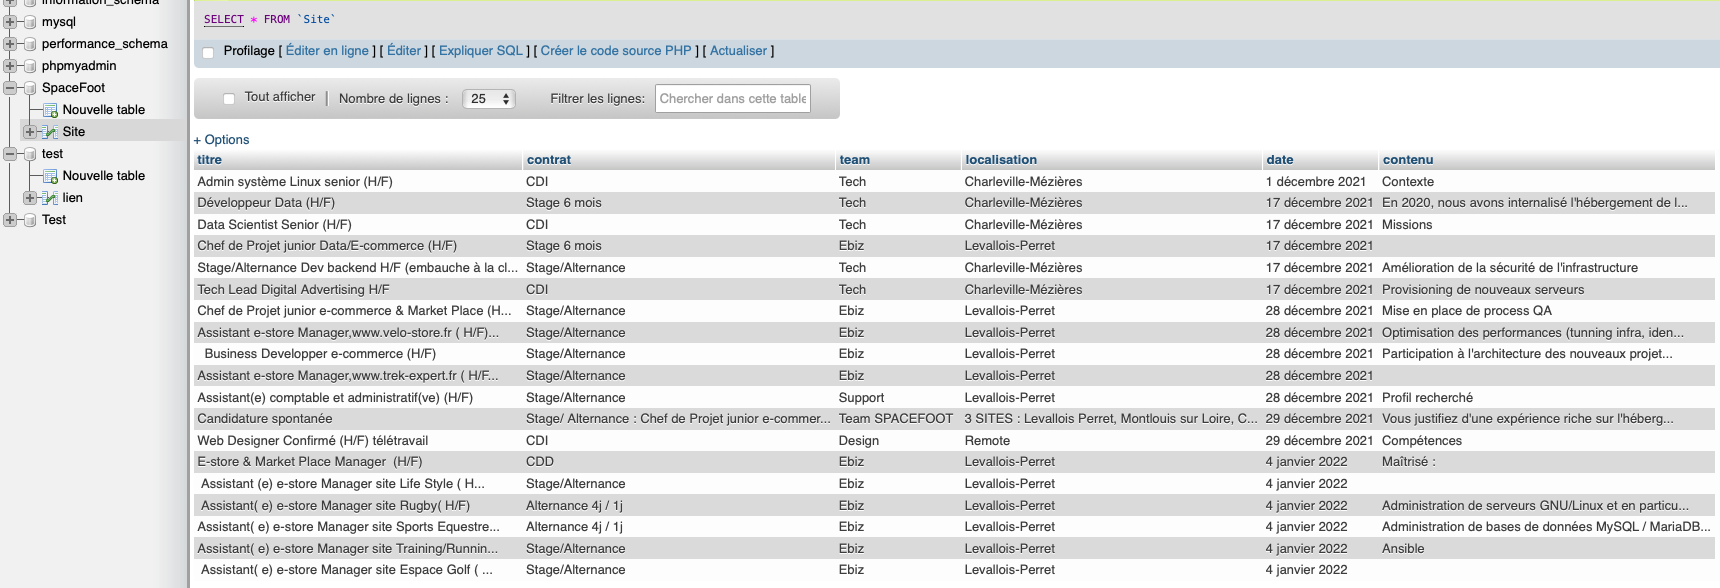 information_schema
mysql
performance_schema
phpmyadmin
SpaceFoot
Nouvelle table
Site
test
Nouvelle table
lien
Test
SELECT * FROM `Site`
Profilage [ Éditer en ligne ] [ Éditer ] [ Expliquer SQL ] [ Créer le code source PHP ] [ Actualiser ]
Tout afficher | Nombre de lignes : 25 Filtrer les lignes: Chercher dans cette table
+ Options
titre contrat team localisation date contenu
Admin système Linux senior (H/F) CDI Tech Charleville-Mézières 1 décembre 2021 Contexte
Développeur Data (H/F) Stage 6 mois Tech Charleville-Mézières 17 décembre 2021 En 2020, nous avons internalisé l'hébergement de l...
Data Scientist Senior (H/F) CDI Tech Charleville-Mézières 17 décembre 2021 Missions
Chef de Projet junior Data/E-commerce (H/F) Stage 6 mois Ebiz Levallois-Perret 17 décembre 2021
Stage/Alternance Dev backend H/F (embauche à la cl... Stage/Alternance Tech Charleville-Mézières 17 décembre 2021 Amélioration de la sécurité de l'infrastructure
Tech Lead Digital Advertising H/F CDI Tech Charleville-Mézières 17 décembre 2021 Provisioning de nouveaux serveurs
Chef de Projet junior e-commerce & Market Place (H... Stage/Alternance Ebiz Levallois-Perret 28 décembre 2021 Mise en place de process QA
Assistant e-store Manager,www.velo-store.fr ( H/F)... Stage/Alternance Ebiz Levallois-Perret 28 décembre 2021 Optimisation des performances (tunning infra, iden...
Business Developper e-commerce (H/F) Stage/Alternance Ebiz Levallois-Perret 28 décembre 2021 Participation à l'architecture des nouveaux projet...
Assistant e-store Manager,www.trek-expert.fr ( H/F... Stage/Alternance Ebiz Levallois-Perret 28 décembre 2021
Assistant(e) comptable et administratif(ve) (H/F) Stage/Alternance Support Levallois-Perret 28 décembre 2021 Profil recherché
Candidature spontanée Stage/ Alternance : Chef de Projet junior e-commer... Team SPACEFOOT 3 SITES : Levallois Perret, Montlouis sur Loire, C... 29 décembre 2021 Vous justifiez d'une expérience riche sur l'héberg...
Web Designer Confirmé (H/F) télétravail CDI Design Remote 29 décembre 2021 Compétences
E-store & Market Place Manager (H/F) CDD Ebiz Levallois-Perret 4 janvier 2022 Maîtrisé :
Assistant (e) e-store Manager site Life Style ( H... Stage/Alternance Ebiz Levallois-Perret 4 janvier 2022
Assistant( e) e-store Manager site Rugby( H/F) Alternance 4j / 1j Ebiz Levallois-Perret 4 janvier 2022 Administration de serveurs GNU/Linux et en particu...
Assistant( e) e-store Manager site Sports Equestre... Alternance 4j / 1j Ebiz Levallois-Perret 4 janvier 2022 Administration de bases de données MySQL / MariaDB...
Assistant( e) e-store Manager site Training/Runnin... Stage/Alternance Ebiz Levallois-Perret 4 janvier 2022 Ansible
Assistant( e) e-store Manager site Espace Golf ( ... Stage/Alternance Ebiz Levallois-Perret 4 janvier 2022